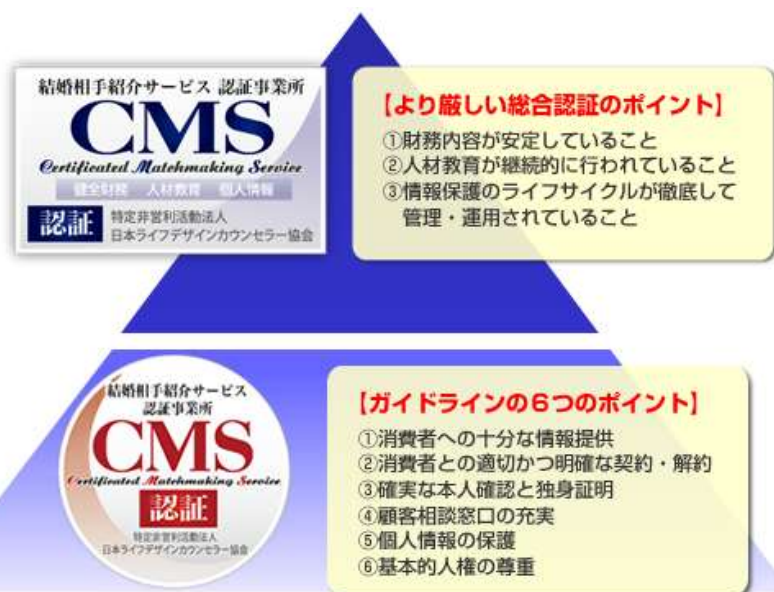 結婚相手紹介サービス 認証事業所
CMS
Certificated Matchmaking Service
健全財務 人材教育 個人情報
認証
特定非営利活動法人
日本ライフデザインカウンセラー協会
【より厳しい総合認証のポイント】
①財務内容が安定していること
②人材教育が継続的に行われていること
③情報保護のライフサイクルが徹底して
管理・運用されていること
結婚相手紹介サービス
認証事業所
CMS
Certificated Matchmaking Service
認証
特定非営利活動法人
日本ライフデザインカウンセラー協会
【ガイドラインの6つのポイント】
①消費者への十分な情報提供
②消費者との適切かつ明確な契約・解約
③確実な本人確認と独身証明
④顧客相談窓口の充実
⑤個人情報の保護
⑥基本的人権の尊重